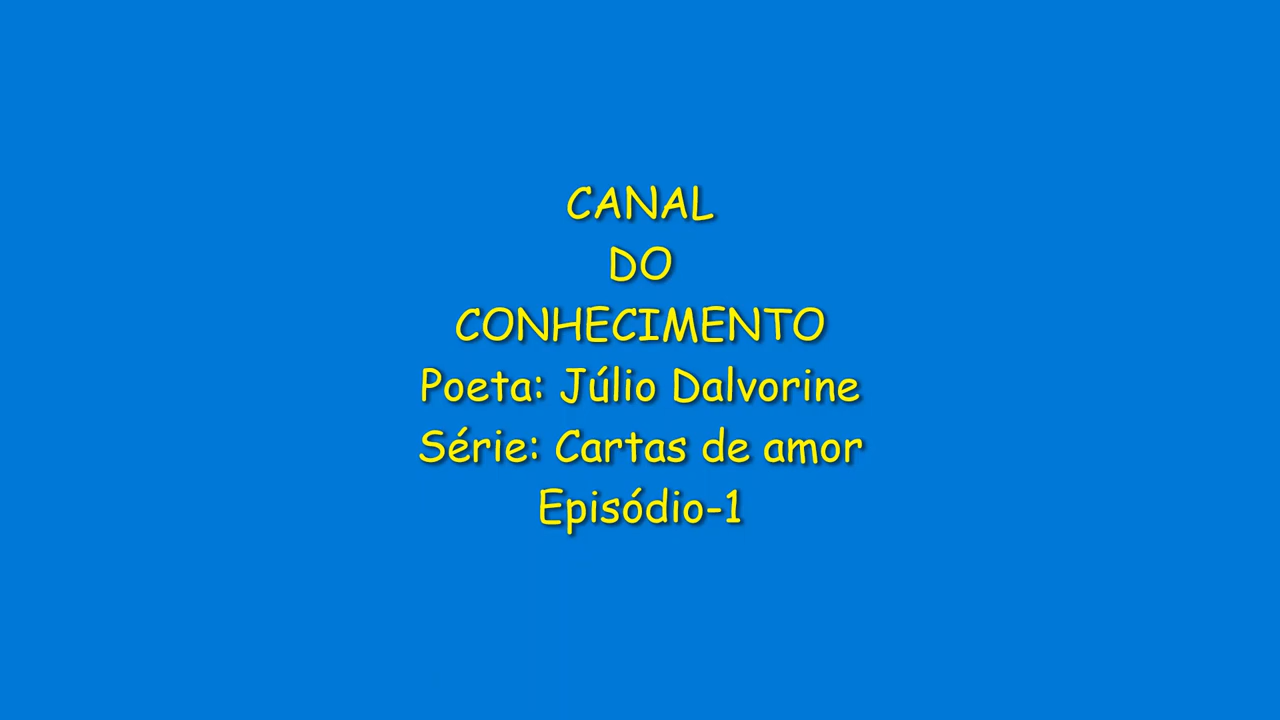 CANAL
DO
CONHECIMENTO
Poeta: Júlio Dalvorine
Série: Cartas de amor
Episódio-1